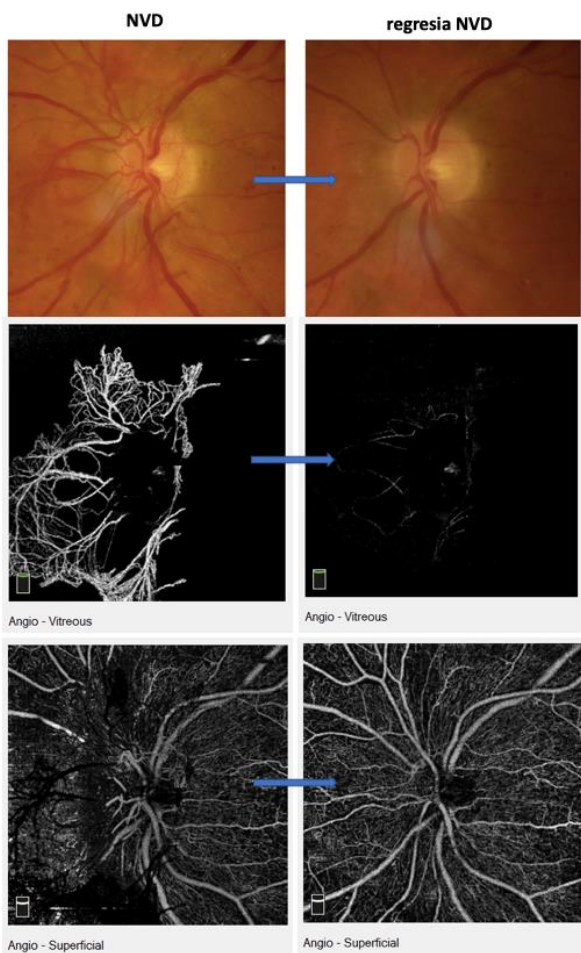 NVD
regresia NVD
Angio - Vitreous
Angio - Vitreous
Angio - Superficial
Angio - Superficial